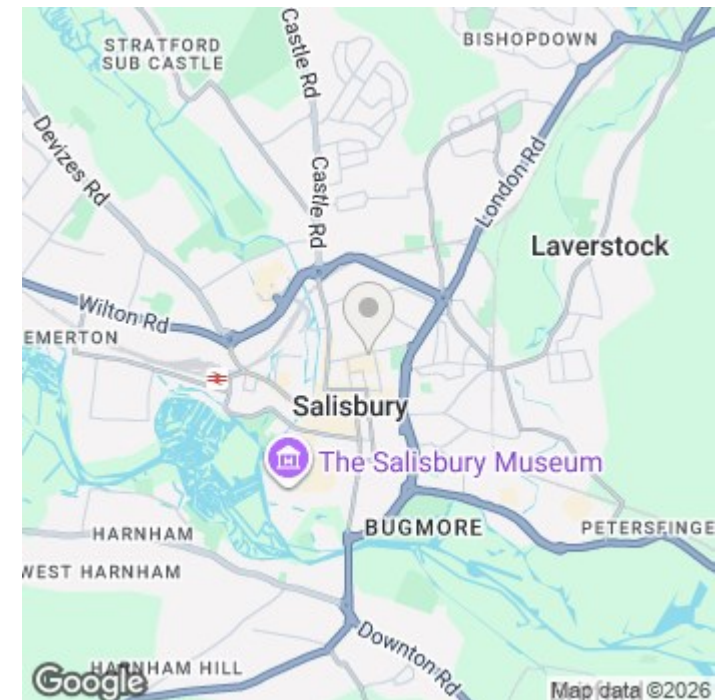 STRATFORD
SUB CASTLE
Castle Rd
BISHOPDOWN
Devizes Rd
Castle Rd
London Rd
Laverstock
Wilton Rd
EMERTON
Salisbury
The Salisbury Museum
HARNHAM
BUGMORE
PETERSFINGE
WEST HARNHAM
HARNHAM HILL
Downton Rd
Google
Map data ©2026